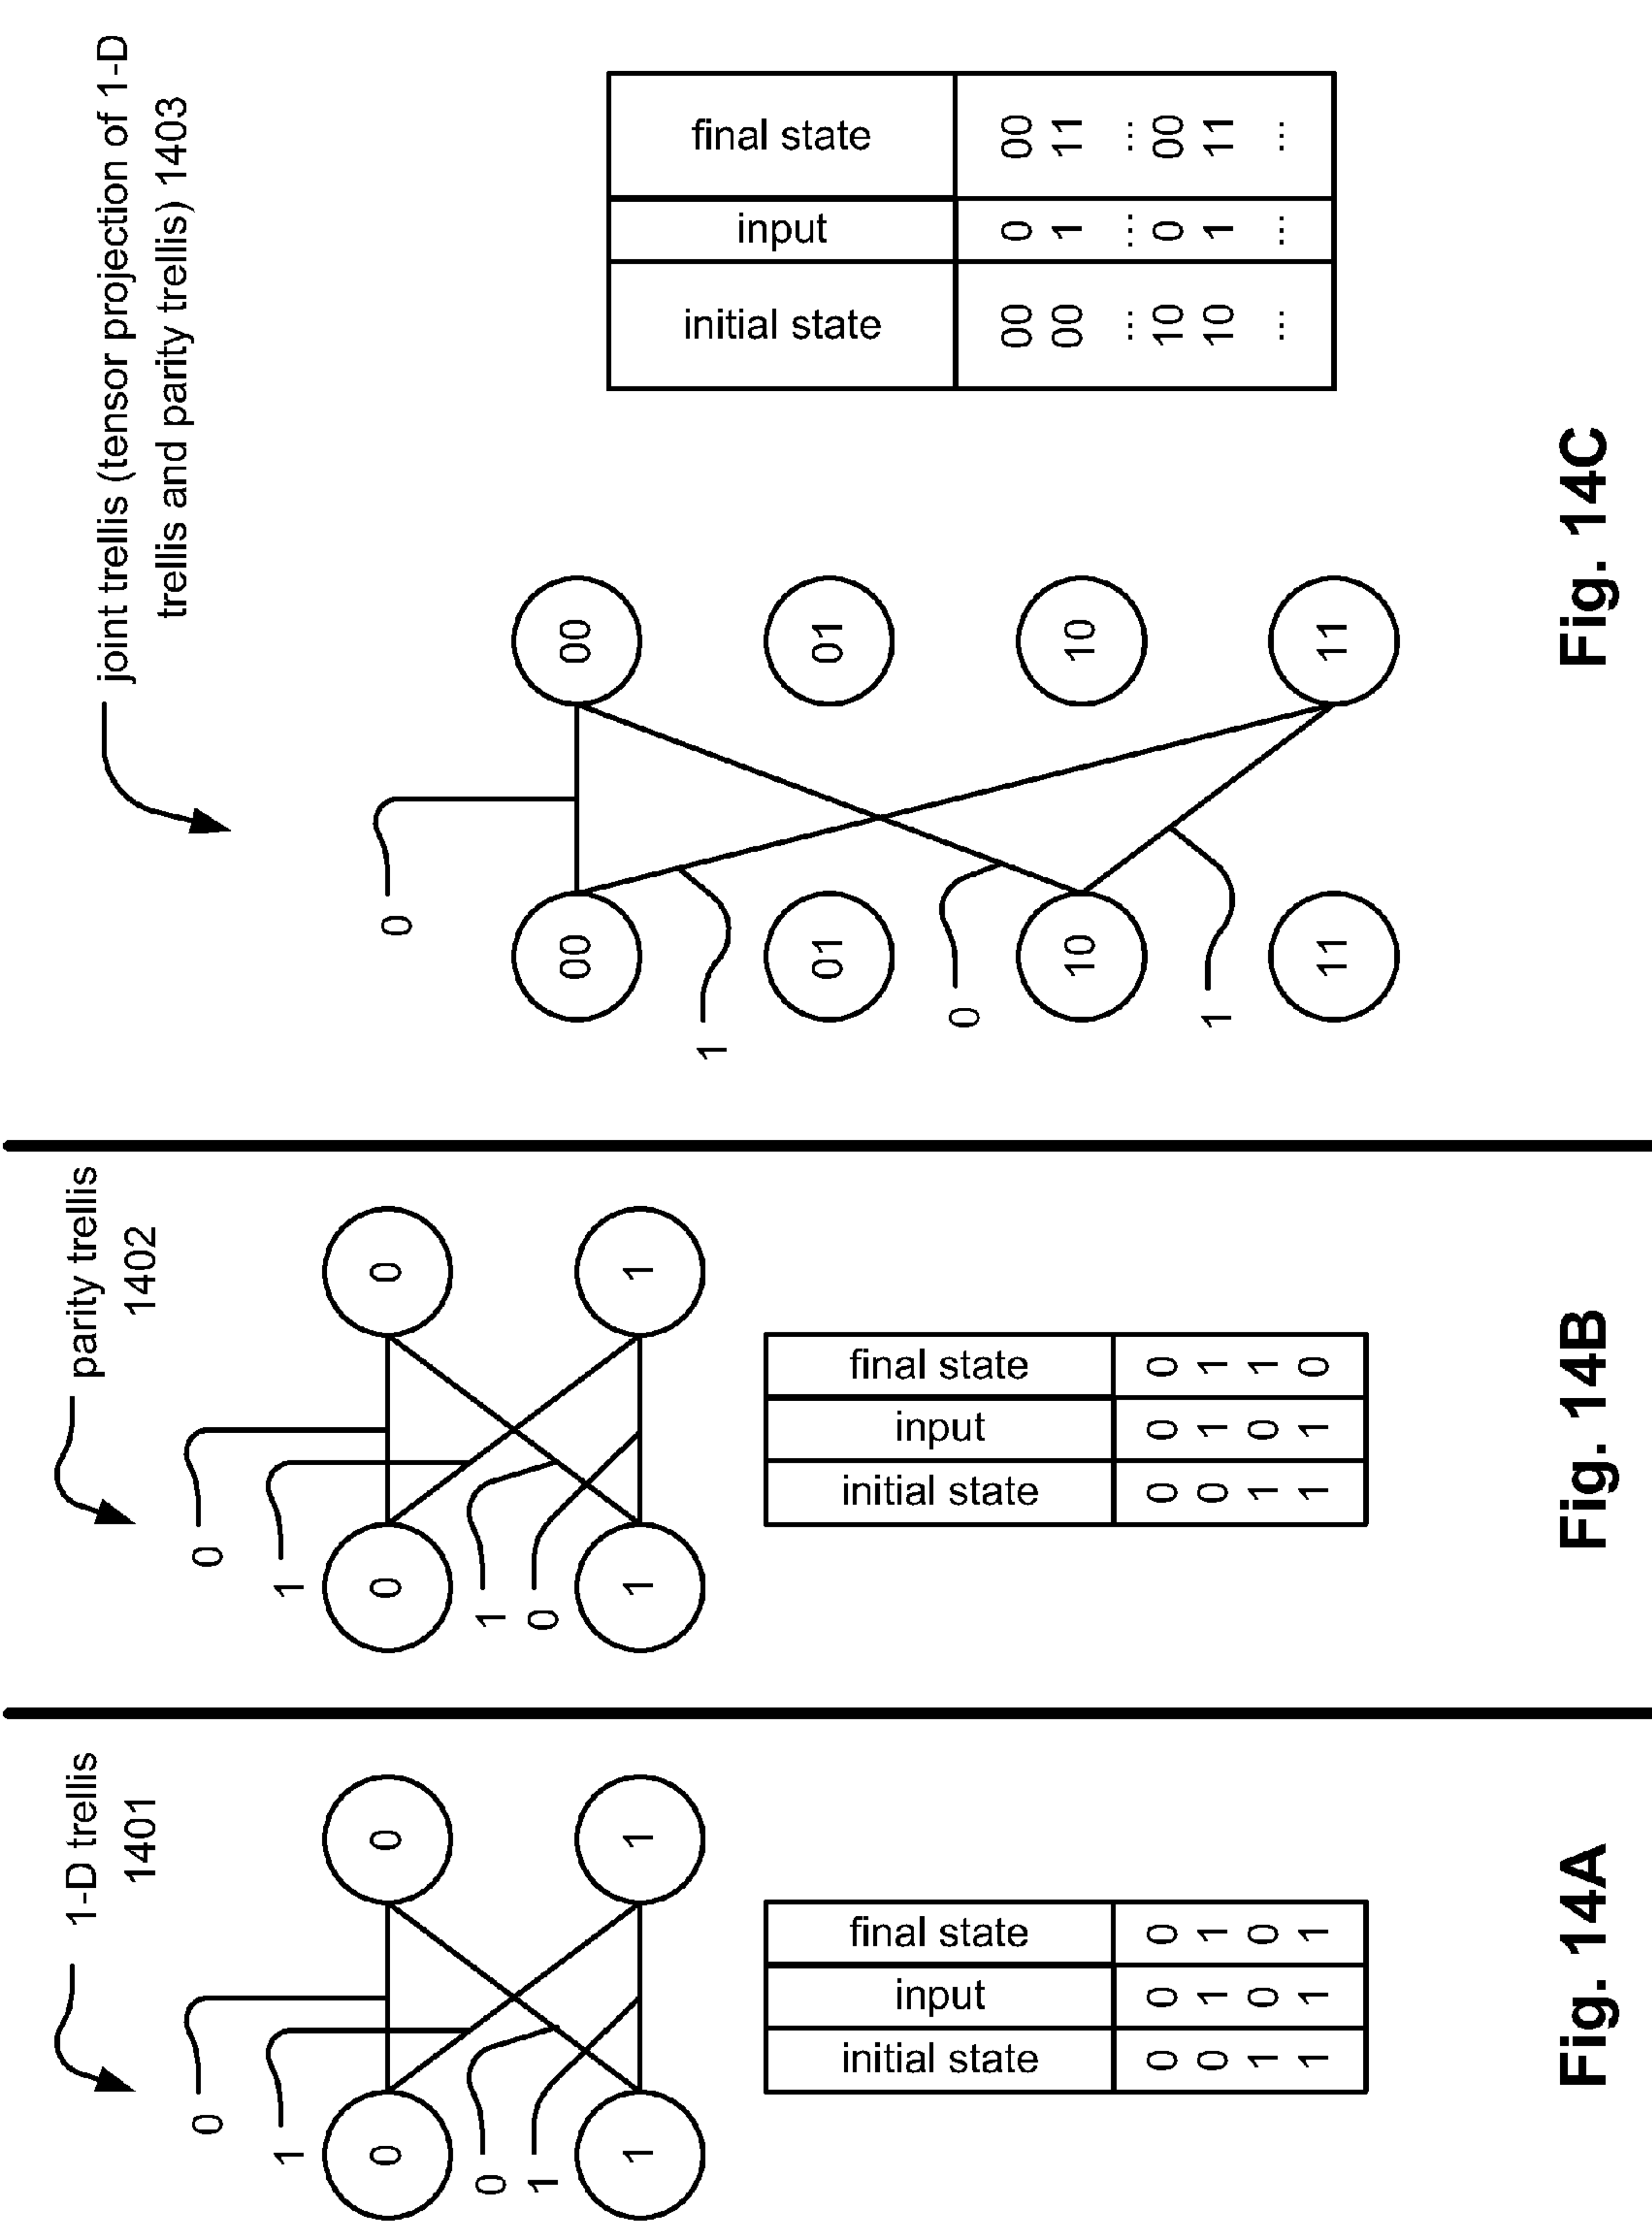 1-D trellis
1401
0
1
0
1
0
0
1
1
initial state | input | final state
0 0 0
0 1 1
1 0 0
1 1 1
Fig. 14A
parity trellis
1402
0
1
1
0
0
0
1
1
initial state | input | final state
0 0 0
0 1 1
1 0 1
1 1 0
Fig. 14B
joint trellis (tensor projection of 1-D
trellis and parity trellis) 1403
0
1
0
1
00
00
01
01
10
10
11
11
initial state | input | final state
00 0 00
00 1 11
... ... ...
10 0 00
10 1 11
... ... ...
Fig. 14C